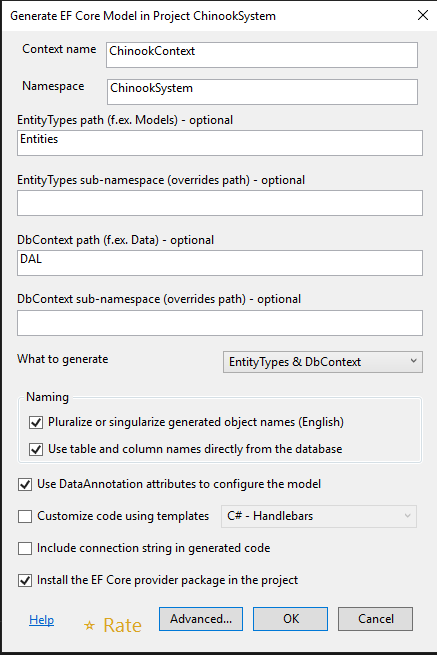 Generate EF Core Model in Project ChinookSystem
Context name ChinookContext
Namespace ChinookSystem
EntityTypes path (f.ex. Models) - optional
Entities
EntityTypes sub-namespace (overrides path) - optional
DbContext path (f.ex. Data) - optional
DAL
DbContext sub-namespace (overrides path) - optional
What to generate EntityTypes & DbContext
Naming
Pluralize or singularize generated object names (English)
Use table and column names directly from the database
Use DataAnnotation attributes to configure the model
Customize code using templates C# - Handlebars
Include connection string in generated code
Install the EF Core provider package in the project
Help Rate Advanced... OK Cancel